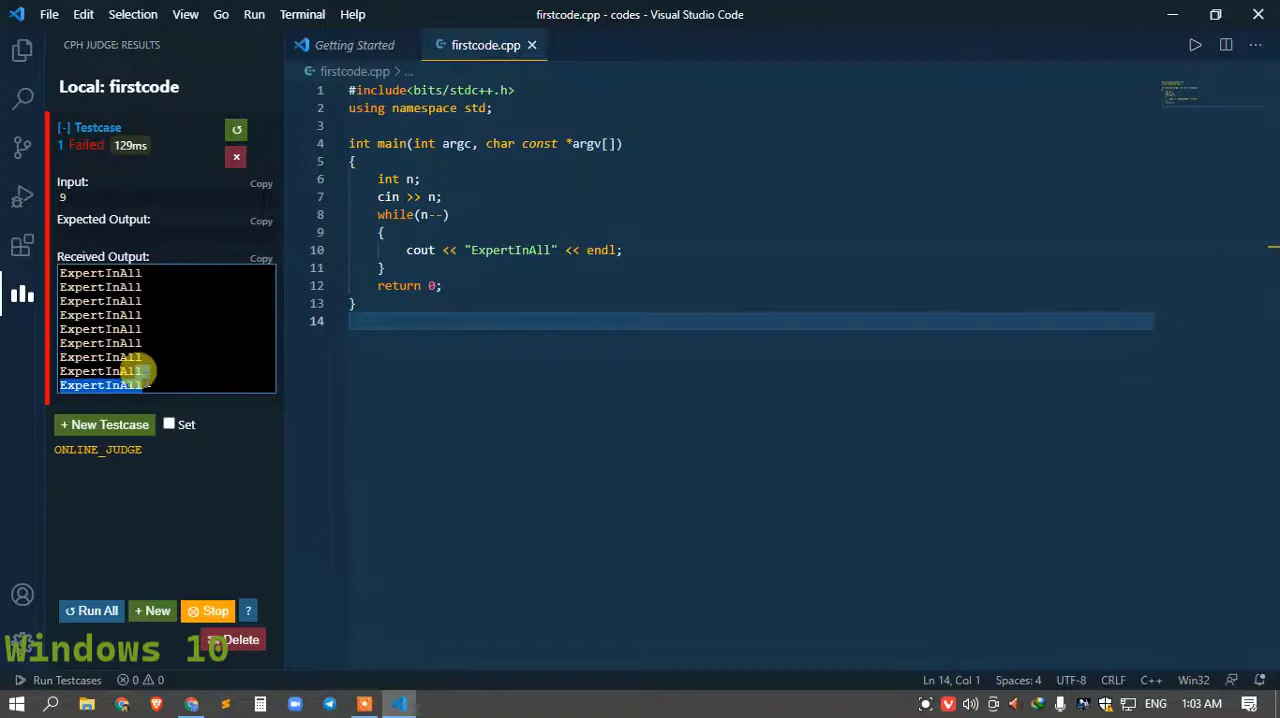 File Edit Selection View Go Run Terminal Help
firstcode.cpp - codes - Visual Studio Code
CPH JUDGE: RESULTS
Getting Started
firstcode.cpp
firstcode.cpp > ...
Local: firstcode
[-] Testcase
1 Failed 129ms
Input:
Copy
9
Expected Output:
Copy
Received Output:
Copy
ExpertInAll
ExpertInAll
ExpertInAll
ExpertInAll
ExpertInAll
ExpertInAll
ExpertInAll
ExpertInAll
ExpertInAll
+ New Testcase
Set
ONLINE_JUDGE
Run All
+ New
Stop
?
Delete
Windows 10
1 #include<bits/stdc++.h>
2 using namespace std;
3
4 int main(int argc, char const *argv[])
5 {
6 int n;
7 cin >> n;
8 while(n--)
9 {
10 cout << "ExpertInAll" << endl;
11 }
12 return 0;
13 }
14
Run Testcases 0 0
Ln 14, Col 1 Spaces: 4 UTF-8 CRLF C++ Win32
ENG 1:03 AM